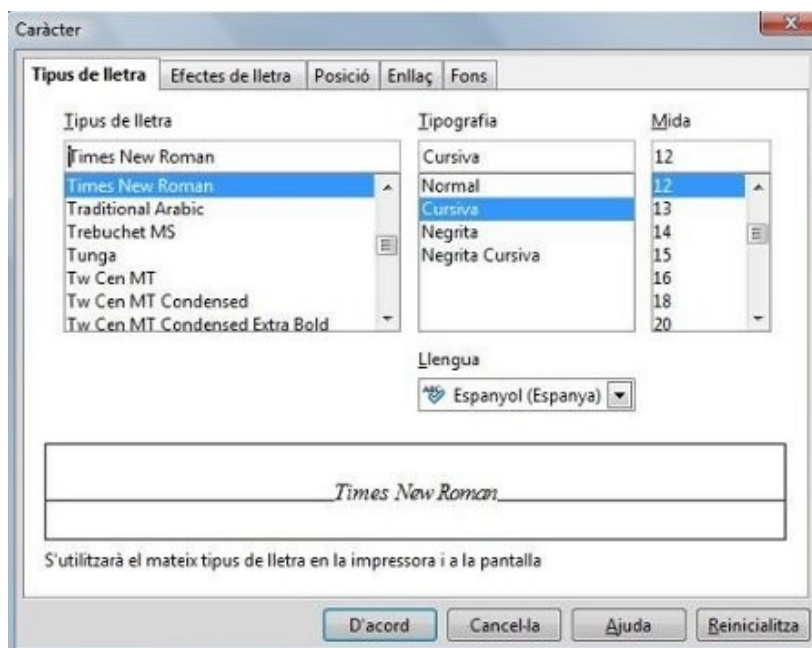 Caràcter
Tipus de lletra Efectes de lletra Posició Enllaç Fons
Tipus de lletra Tipografia Mida
Times New Roman Cursiva 12
Times New Roman Normal 12
Traditional Arabic Cursiva 13
Trebuchet MS Negrita 14
Tunga Negrita Cursiva 15
Tw Cen MT 16
Tw Cen MT Condensed 18
Tw Cen MT Condensed Extra Bold 20
Llengua
ABC Espanyol (Espanya)
Times New Roman
S'utilitzarà el mateix tipus de lletra en la impressora i a la pantalla
D'acord Cancel·la Ajuda Reinicialitza